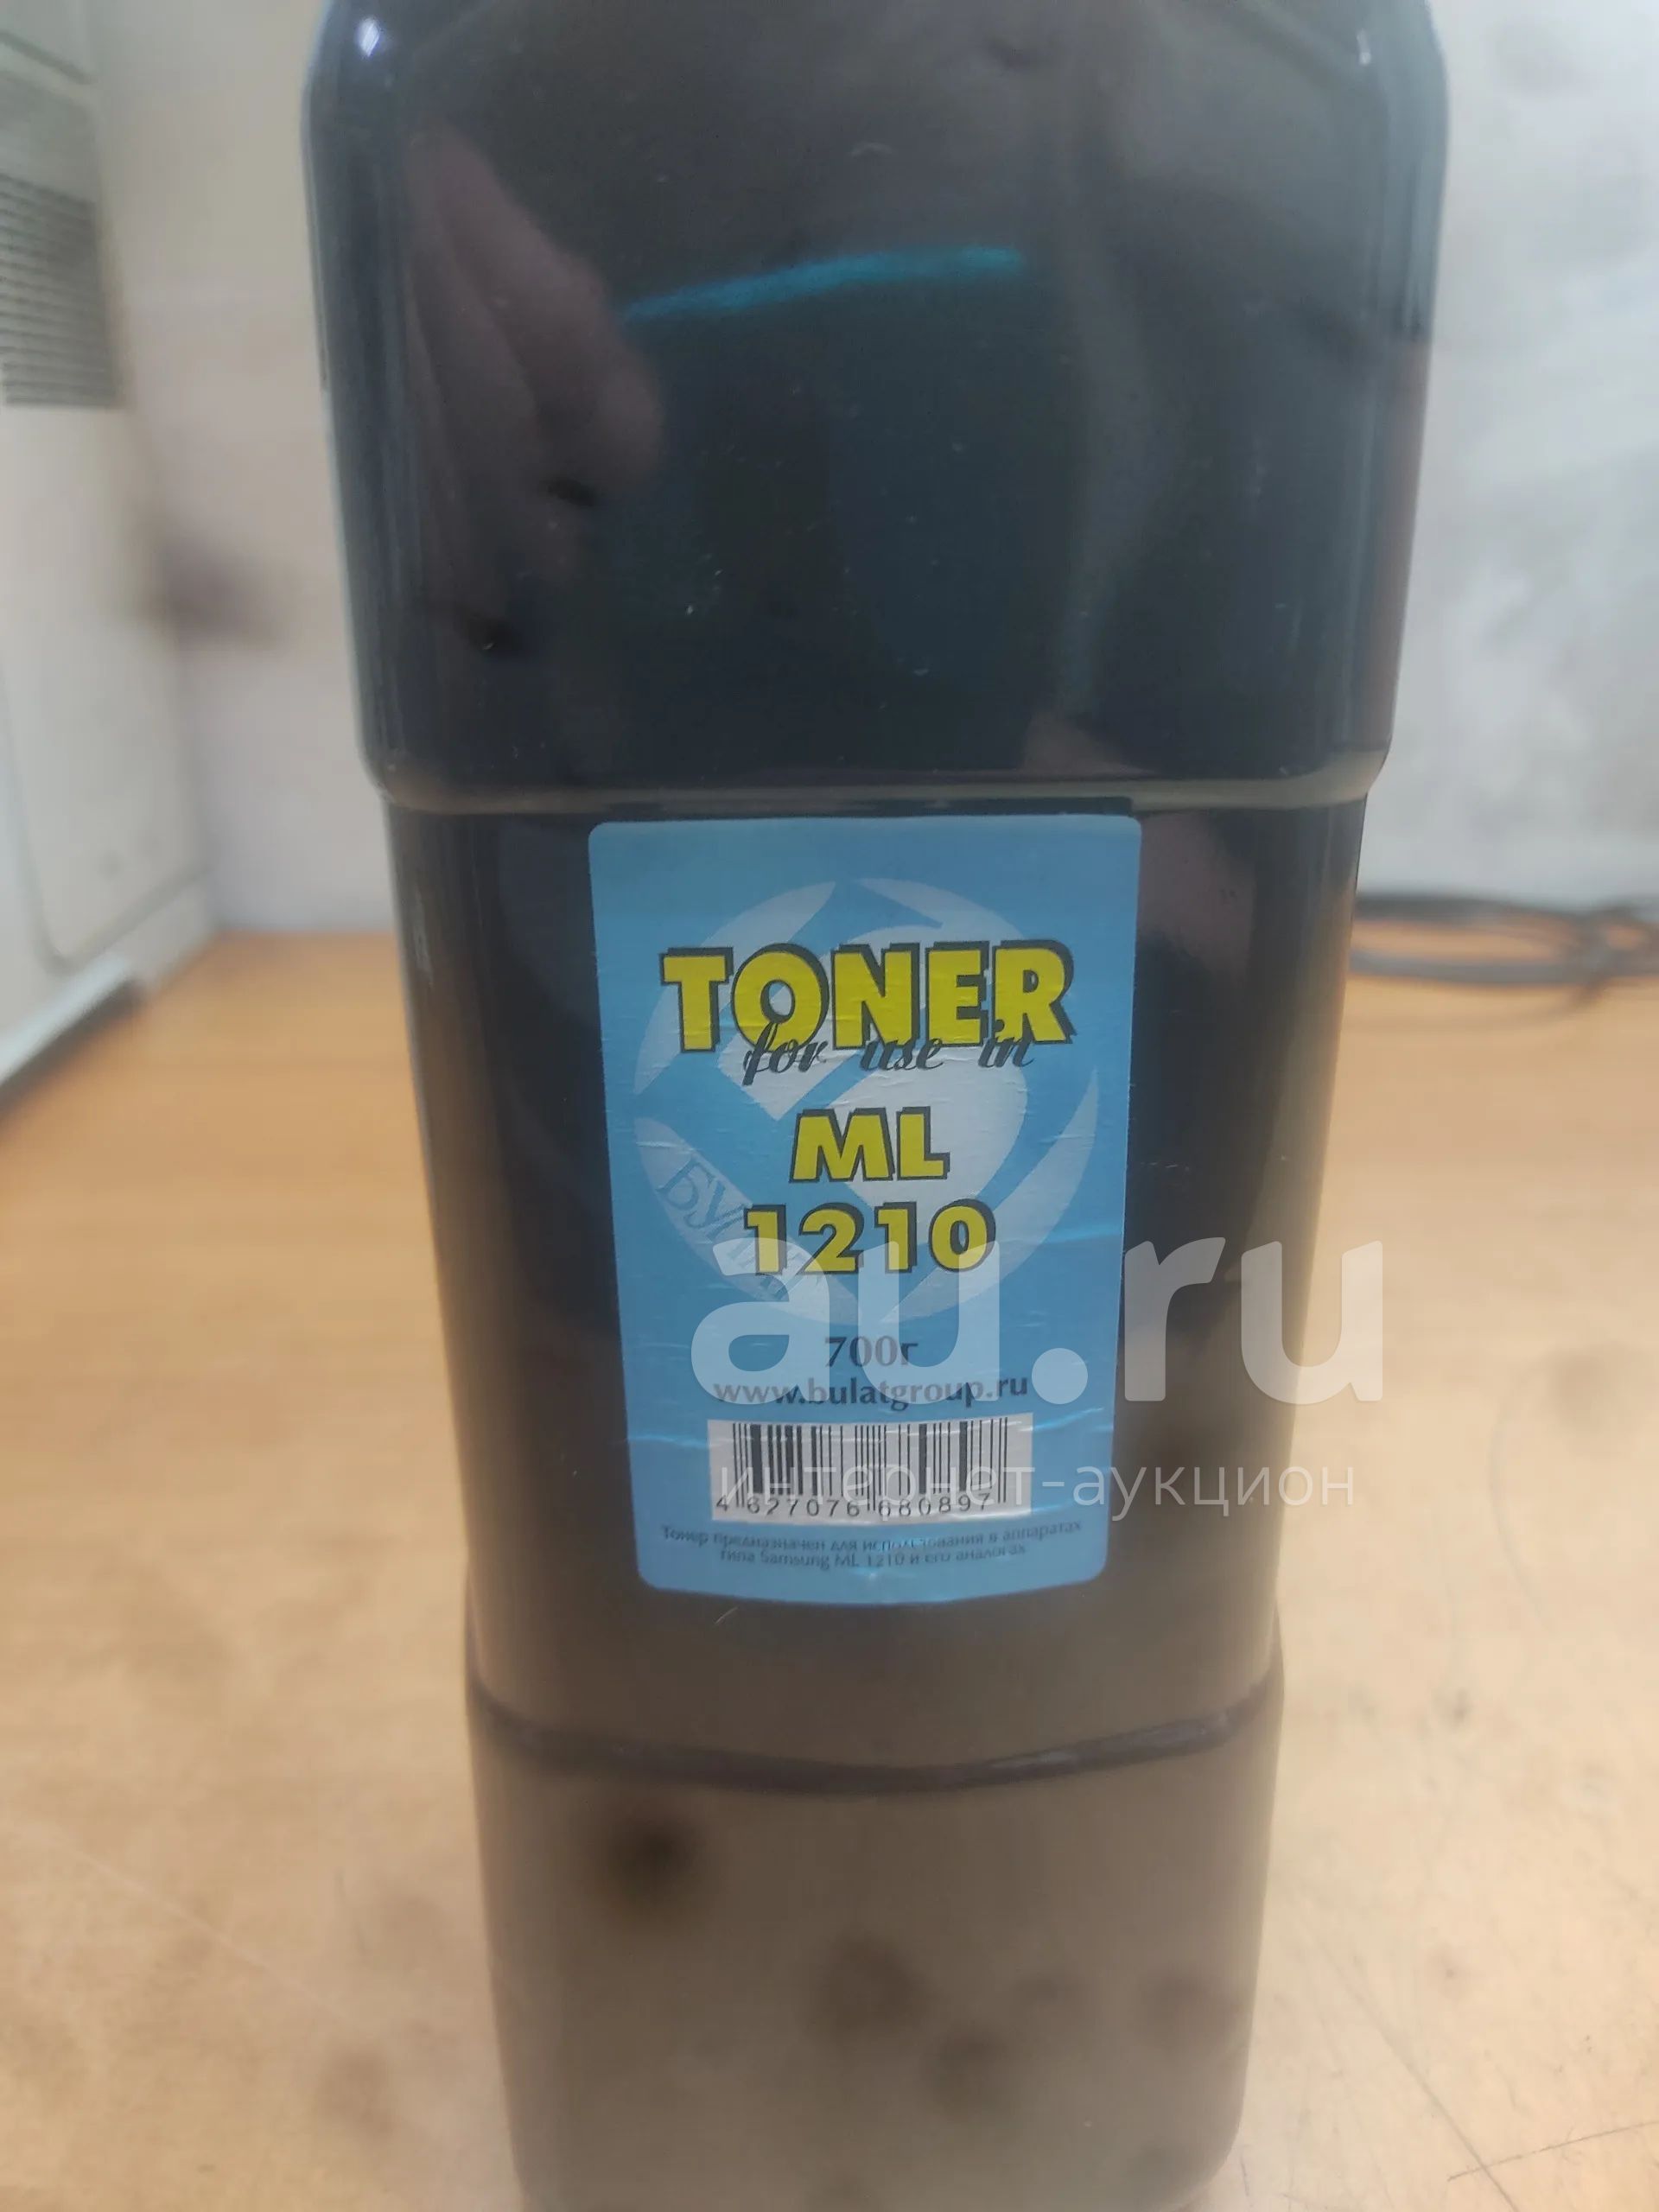 TONER
for use in
ML
1210
БУЛАТ
au.ru
700г
www.bulatgroup.ru
интернет-аукцион
4 627076 680897
Тонер предназначен для использования в аппаратах
типа Samsung ML 1210 и его аналогах